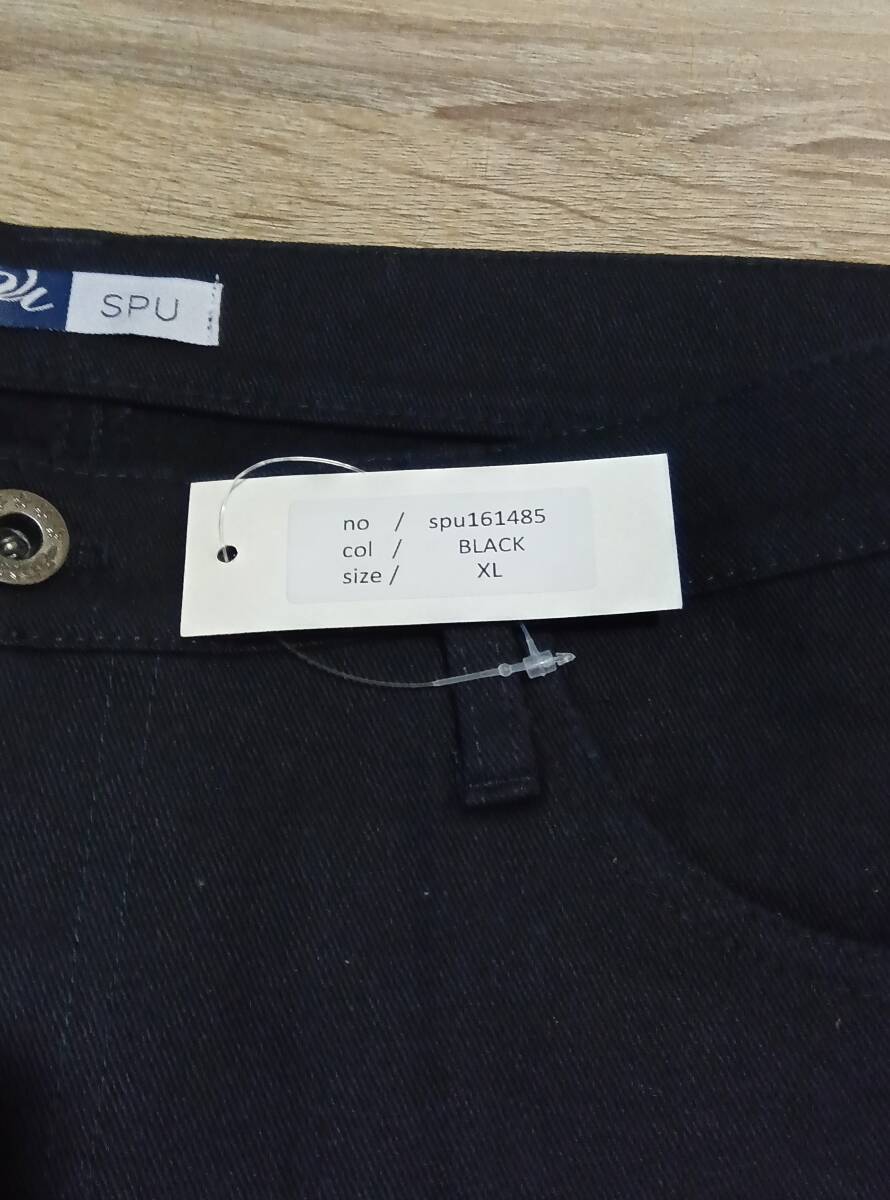 SPU
no / spu161485
col / BLACK
size / XL